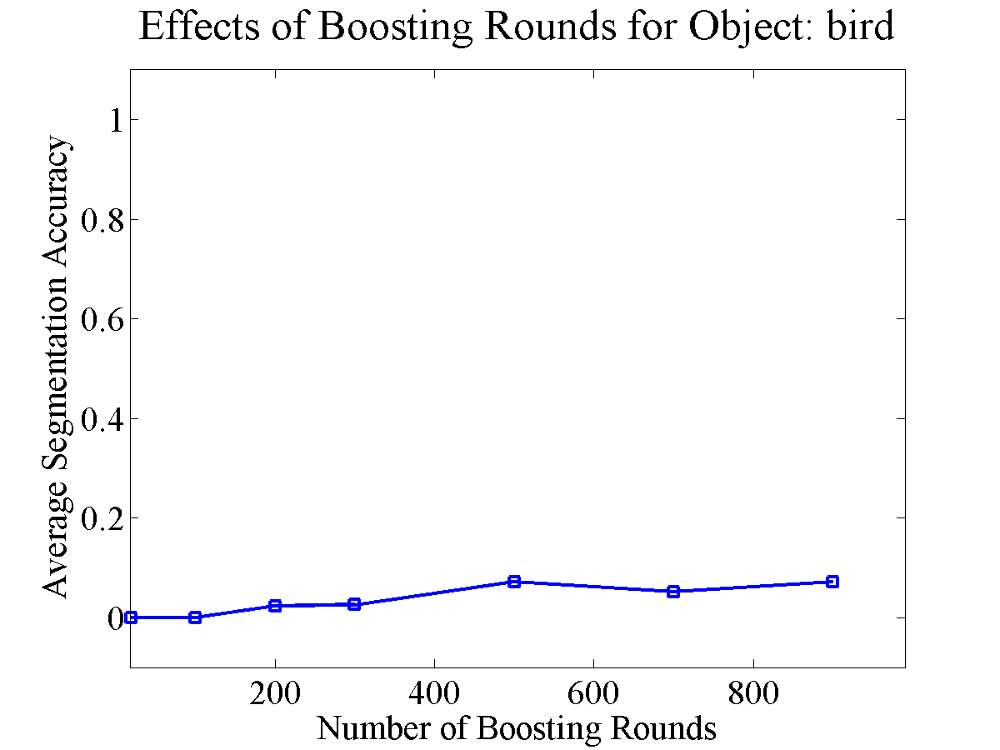 Effects of Boosting Rounds for Object: bird
Average Segmentation Accuracy
1
0.8
0.6
0.4
0.2
0
200 400 600 800
Number of Boosting Rounds